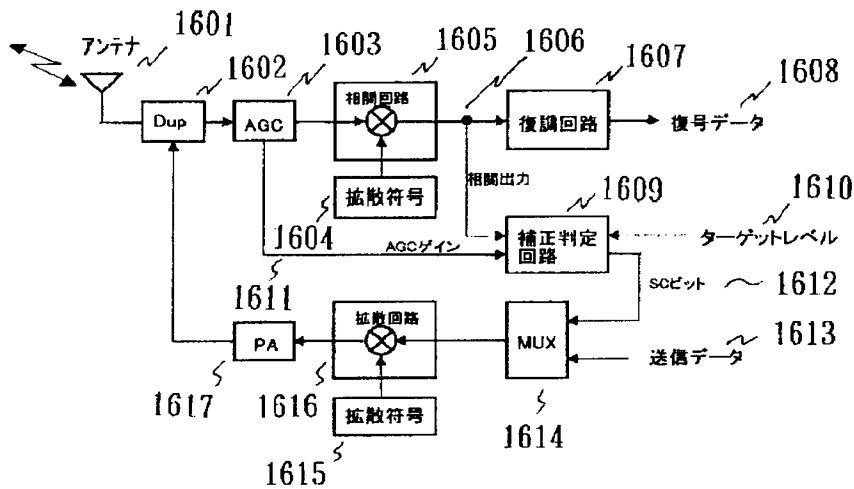 アンテナ
1601
1602
1603
1605
1606
1607
1608
Dup
AGC
相関回路
復調回路
復号データ
拡散符号
1604
相関出力
1609
1610
AGCゲイン
補正判定
回路
ターゲットレベル
1611
SCビット
1612
拡散回路
PA
MUX
送信データ
1613
1617
1616
拡散符号
1614
1615